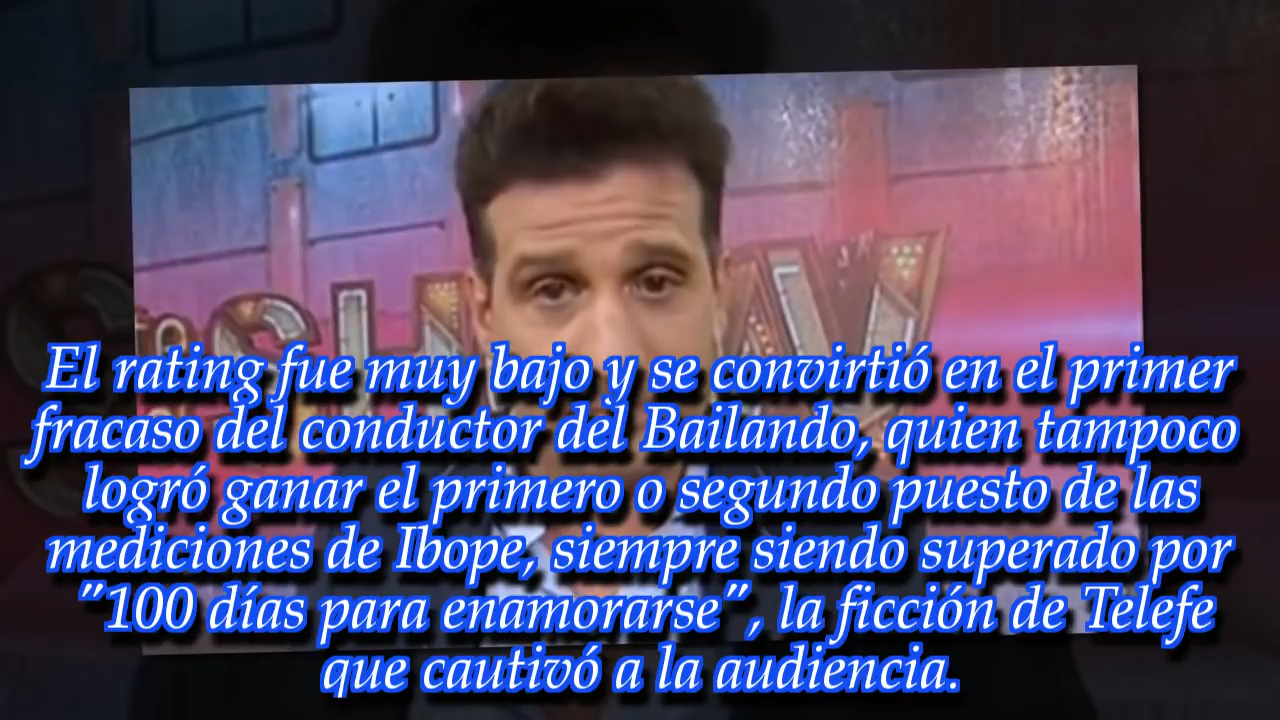 SHOW
El rating fue muy bajo y se convirtió en el primer
fracaso del conductor del Bailando, quien tampoco
logró ganar el primero o segundo puesto de las
mediciones de Ibope, siempre siendo superado por
"100 días para enamorarse", la ficción de Telefe
que cautivó a la audiencia.